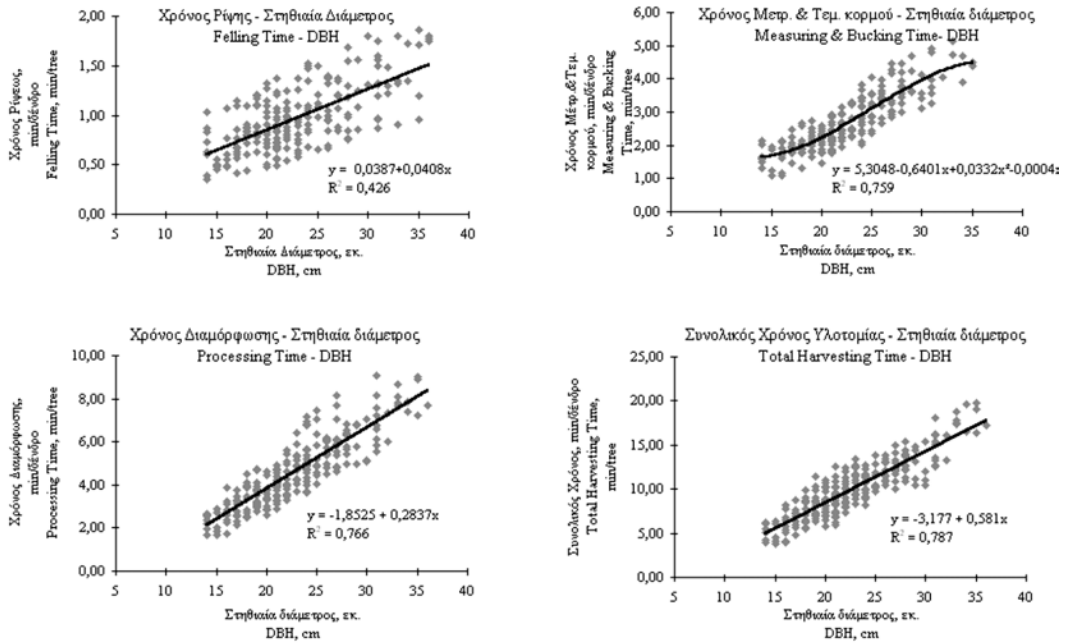 Χρόνος Ρίψης - Στηθιαία Διάμετρος
Felling Time - DBH
Χρόνος Ρίψεως,
min/δένδρο
Felling Time, min/tree
2,00
1,50
1,00
0,50
0,00
y = 0,0387+0,0408x
R² = 0,426
5 10 15 20 25 30 35 40
Στηθιαία Διάμετρος, εκ.
DBH, cm
Χρόνος Μετρ. & Τεμ. κορμού - Στηθιαία διάμετρος
Measuring & Bucking Time- DBH
Χρόνος Μέτρ.&Τεμ.
κορμού, min/δένδρο
Measuring & Bucking
Time, min/tree
6,00
5,00
4,00
3,00
2,00
1,00
0,00
y = 5,3048-0,6401x+0,0332x²-0,0004x
R² = 0,759
5 10 15 20 25 30 35 40
Στηθιαία διάμετρος, εκ.
DBH, cm
Χρόνος Διαμόρφωσης - Στηθιαία διάμετρος
Processing Time - DBH
Χρόνος Διαμόρφωσης,
min/δένδρο
Processing Time, min/tree
10,00
8,00
6,00
4,00
2,00
0,00
y = -1,8525 + 0,2837x
R² = 0,766
5 10 15 20 25 30 35 40
Στηθιαία διάμετρος, εκ.
DBH, cm
Συνολικός Χρόνος Υλοτομίας - Στηθιαία διάμετρος
Total Harvesting Time - DBH
Συνολικός Χρόνος, min/δένδρο
Total Harvesting Time,
min/tree
25,00
20,00
15,00
10,00
5,00
0,00
y = -3,177 + 0,581x
R² = 0,787
5 10 15 20 25 30 35 40
Στηθιαία διάμετρος, εκ.
DBH, cm